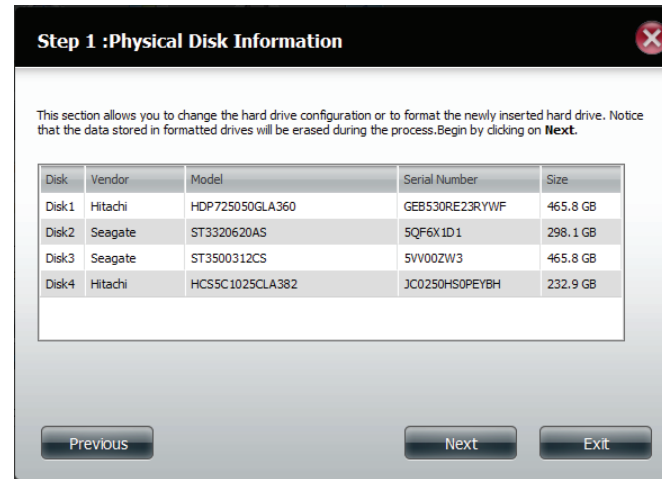 Step 1 :Physical Disk Information
This section allows you to change the hard drive configuration or to format the newly inserted hard drive. Notice
that the data stored in formatted drives will be erased during the process.Begin by clicking on Next.
Disk Vendor Model Serial Number Size
Disk1 Hitachi HDP725050GLA360 GEB530RE23RYWF 465.8 GB
Disk2 Seagate ST3320620AS 5QF6X1D1 298.1 GB
Disk3 Seagate ST3500312CS 5VV00ZW3 465.8 GB
Disk4 Hitachi HCS5C1025CLA382 JC0250HS0PEYBH 232.9 GB
Previous Next Exit